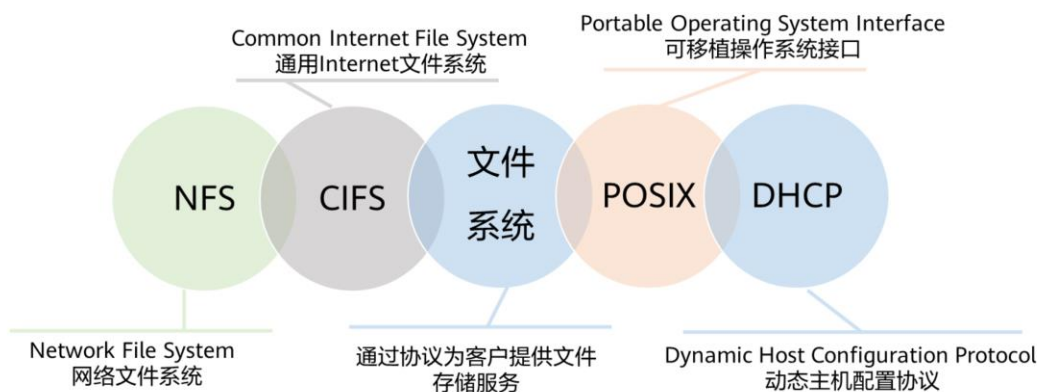 Common Internet File System
通用Internet文件系统
Portable Operating System Interface
可移植操作系统接口
NFS
CIFS
文件
系统
POSIX
DHCP
Network File System
网络文件系统
通过协议为客户提供文件
存储服务
Dynamic Host Configuration Protocol
动态主机配置协议